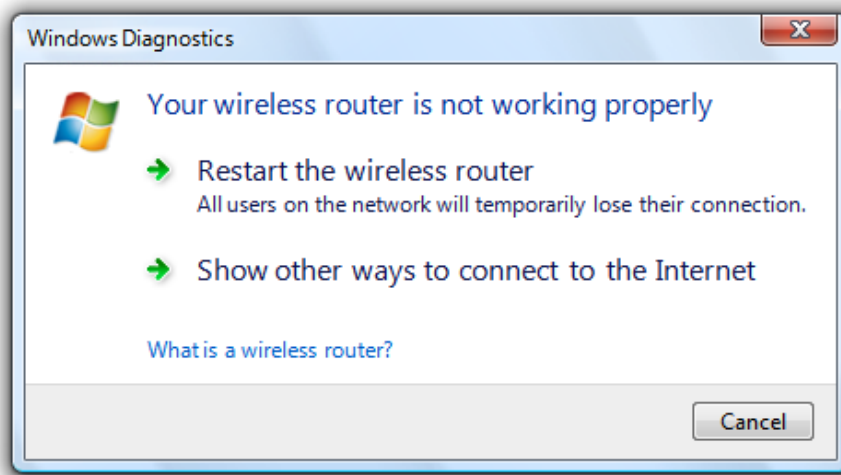 Windows Diagnostics
Your wireless router is not working properly
Restart the wireless router
All users on the network will temporarily lose their connection.
Show other ways to connect to the Internet
What is a wireless router?
Cancel